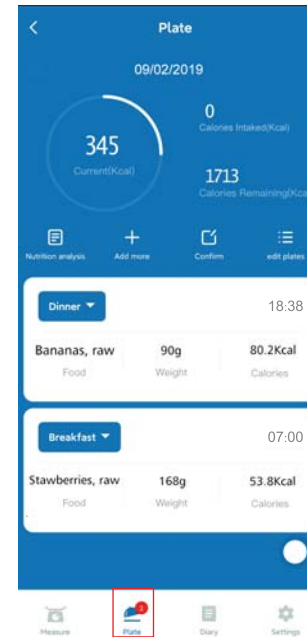 Plate
09/02/2019
0
Calories Intaked(Kcal)
345
Current(Kcal)
1713
Calories Remaining(Kca
Nutrition analysis Add more Confirm edit plates
Dinner 18:38
Bananas, raw 90g 80.2Kcal
Food Weight Calories
Breakfast 07:00
Stawberries, raw 168g 53.8Kcal
Food Weight Calories
Measure Plate Diary Settings